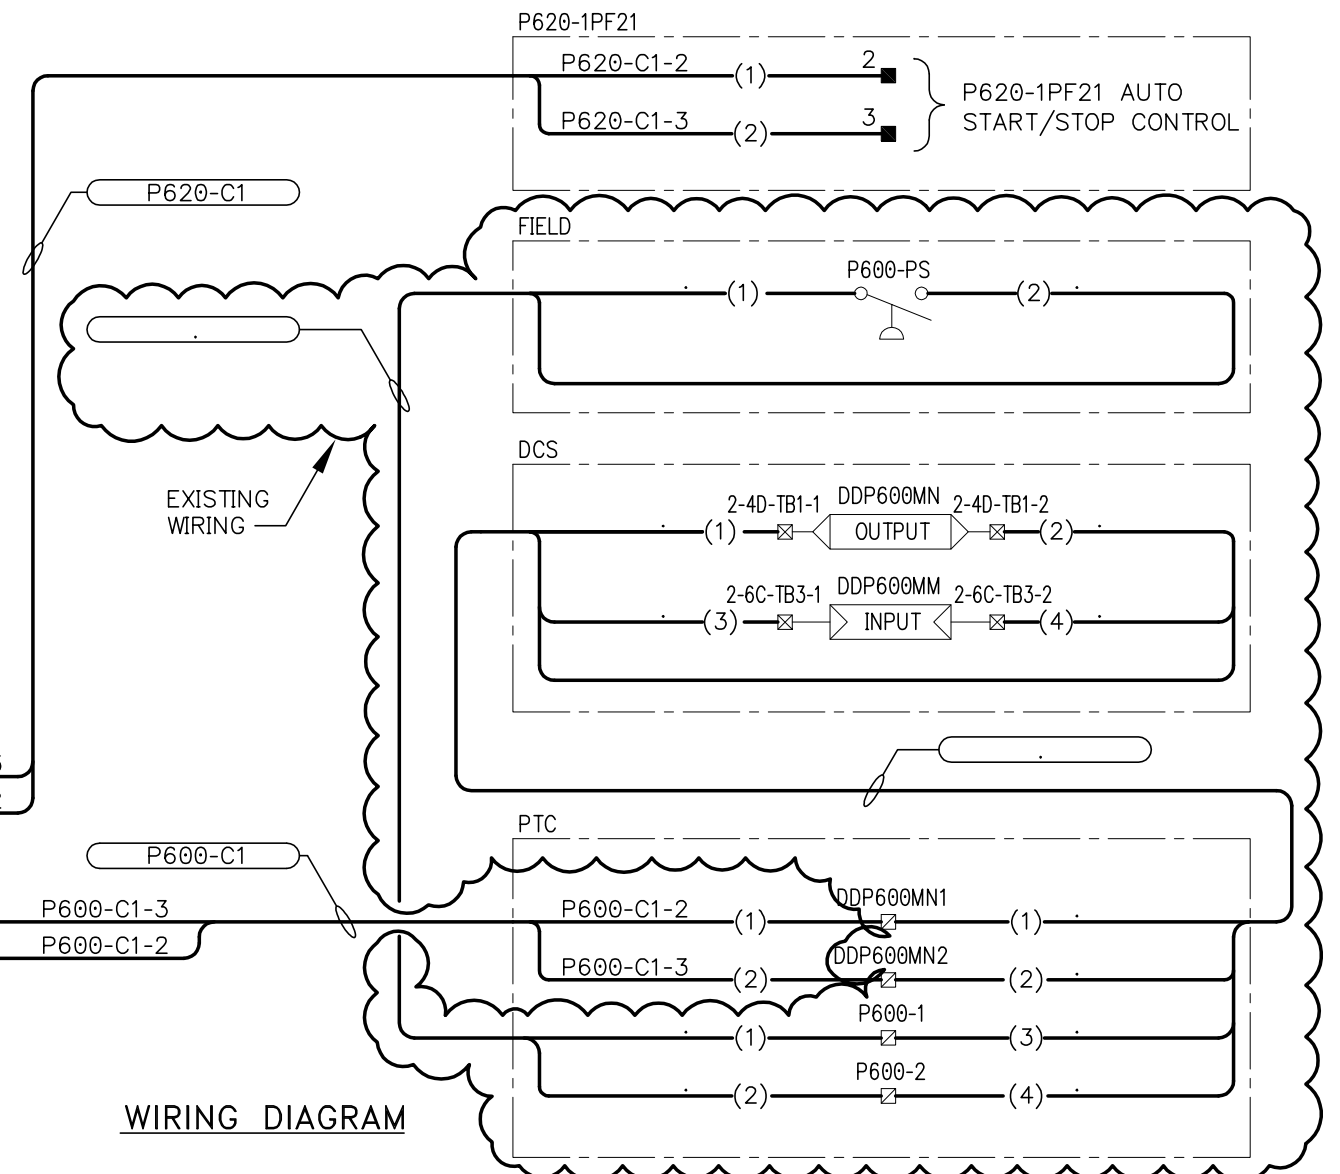 P620-1PF21
P620-C1-2 (1) 2
P620-C1-3 (2) 3
P620-1PF21 AUTO
START/STOP CONTROL
P620-C1
FIELD
P600-PS
(1) (2)
.
EXISTING
WIRING
DCS
2-4D-TB1-1 DDP600MN 2-4D-TB1-2
(1) OUTPUT (2)
2-6C-TB3-1 DDP600MM 2-6C-TB3-2
(3) INPUT (4)
.
PTC
P600-C1
P600-C1-3
P600-C1-2
DDP600MN1
P600-C1-2 (1) (1)
DDP600MN2
P600-C1-3 (2) (2)
P600-1
(1) (3)
P600-2
(2) (4)
WIRING DIAGRAM